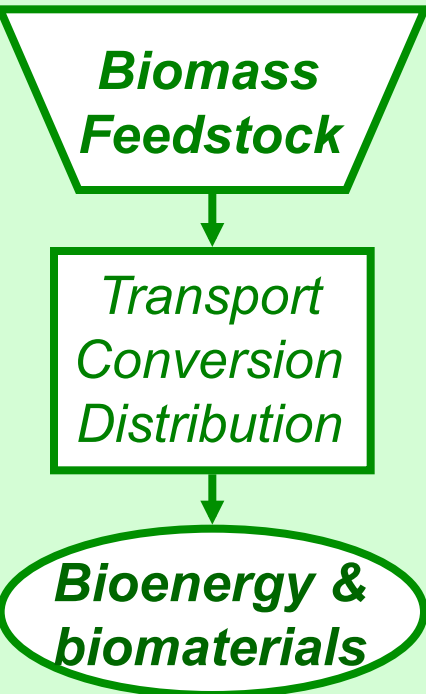 Biomass
Feedstock
Transport
Conversion
Distribution
Bioenergy &
biomaterials